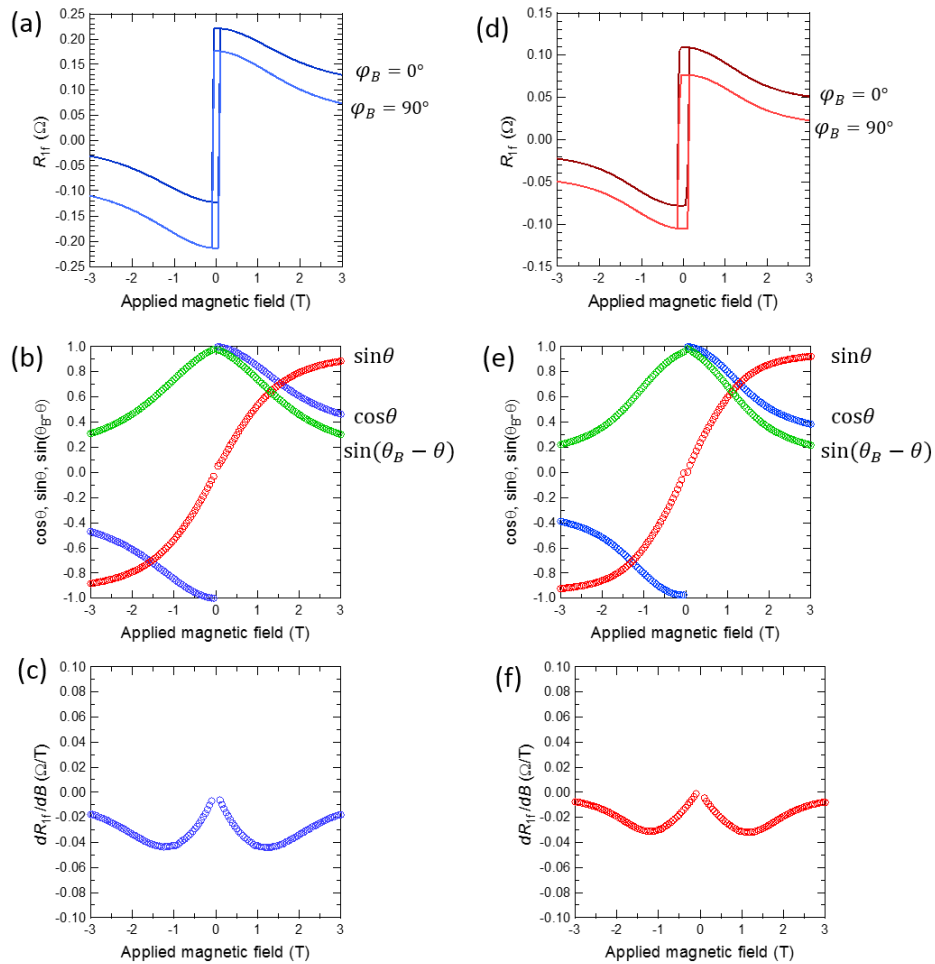 (a)
0.25
0.20
0.15
0.10
0.05
0.00
-0.05
-0.10
-0.15
-0.20
0.25
R1f (Ω)
-3 -2 -1 0 1 2 3
Applied magnetic field (T)
φB = 0°
φB = 90°
(d)
0.15
0.10
0.05
0.00
-0.05
-0.10
-0.15
R1f (Ω)
-3 -2 -1 0 1 2 3
Applied magnetic field (T)
φB = 0°
φB = 90°
(b)
1.0
0.8
0.6
0.4
0.2
0.0
-0.2
-0.4
-0.6
-0.8
-1.0
cosθ, sinθ, sin(θB-θ)
-3 -2 -1 0 1 2 3
Applied magnetic field (T)
sinθ
cosθ
sin(θB − θ)
(e)
1.0
0.8
0.6
0.4
0.2
0.0
-0.2
-0.4
-0.6
-0.8
-1.0
cosθ, sinθ, sin(θB-θ)
-3 -2 -1 0 1 2 3
Applied magnetic field (T)
sinθ
cosθ
sin(θB − θ)
(c)
0.10
0.08
0.06
0.04
0.02
0.00
-0.02
-0.04
-0.06
-0.08
-0.10
dR1f/dB (Ω/T)
-3 -2 -1 0 1 2 3
Applied magnetic field (T)
(f)
0.10
0.08
0.06
0.04
0.02
0.00
-0.02
-0.04
-0.06
-0.08
-0.10
dR1f/dB (Ω/T)
-3 -2 -1 0 1 2 3
Applied magnetic field (T)